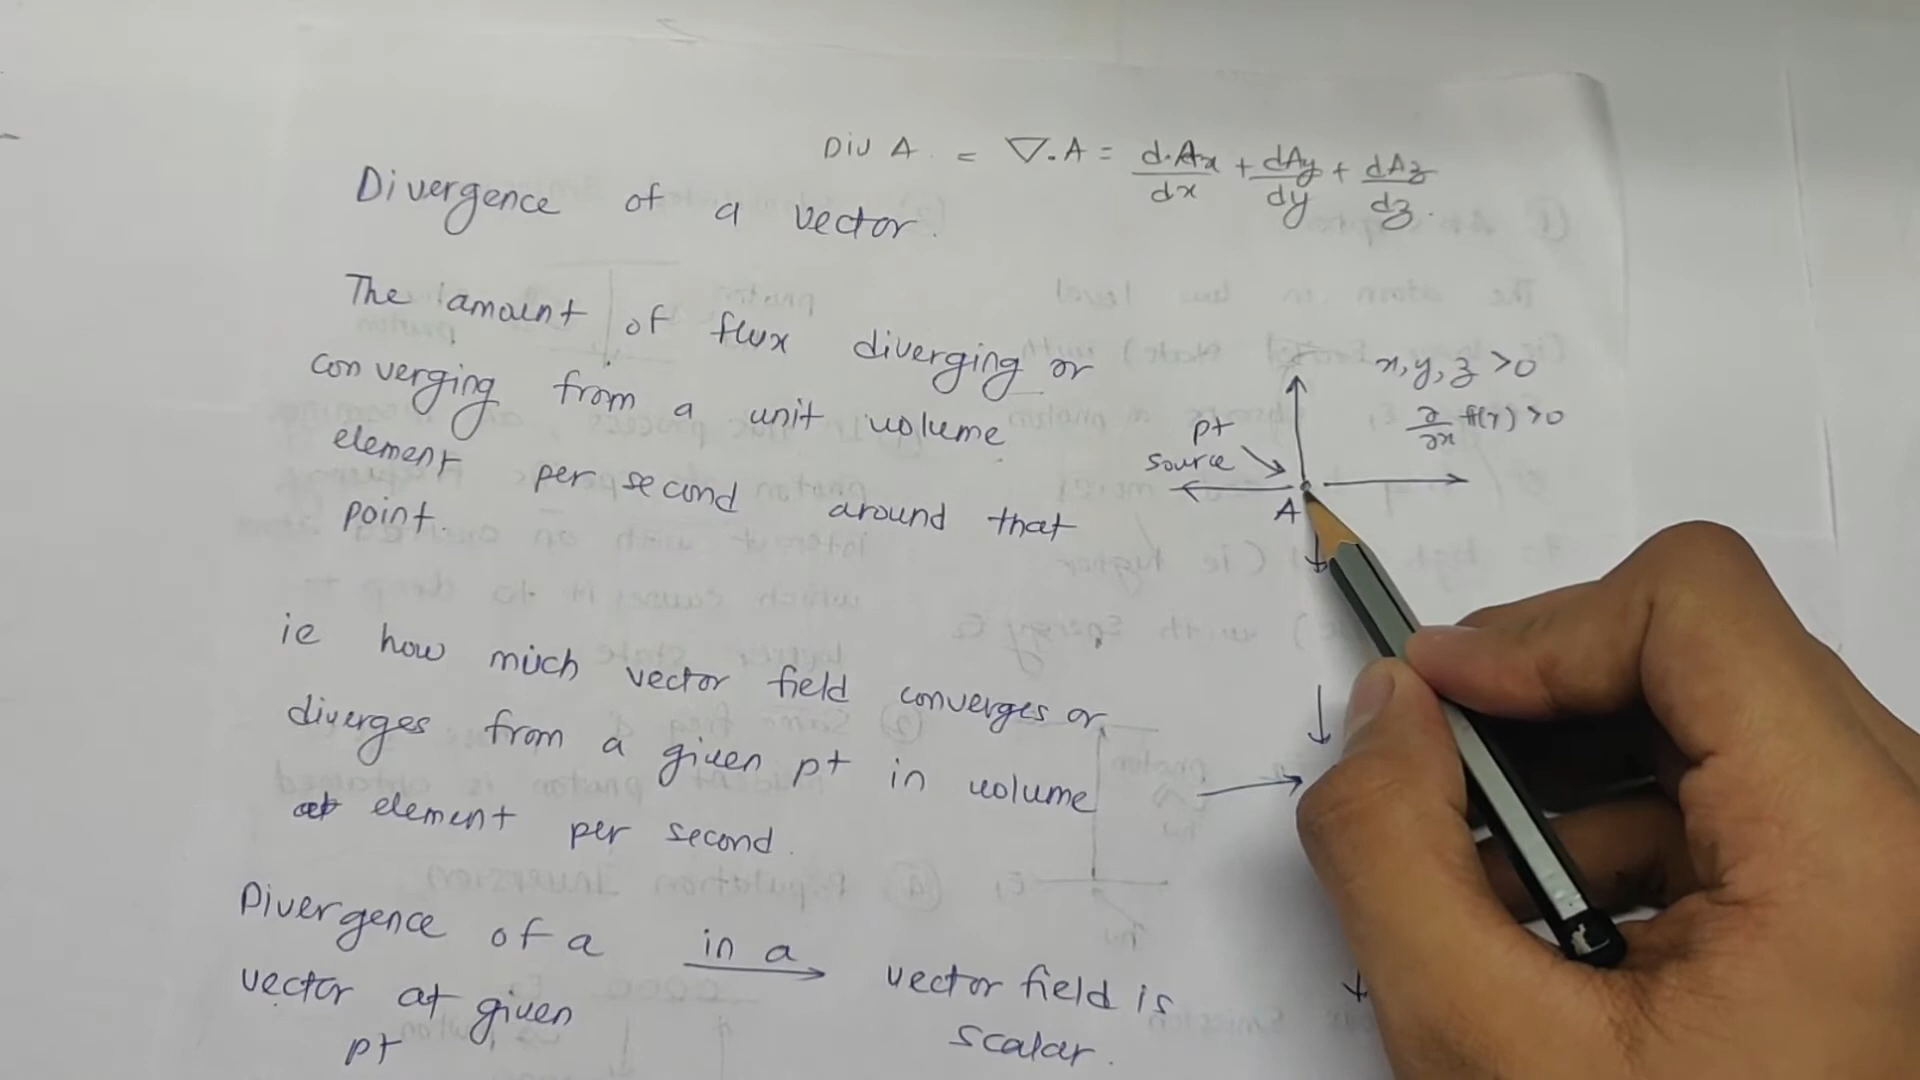 Div A = ∇.A = d.Ax/dx + dAy/dy + dAz/dz.
Divergence of a vector.
The amount of flux diverging or
converging from a unit volume
element per second around that
point.
x, y, z >0
∂/∂x f(r) >0
pt
source
A
ie how much vector field converges or
diverges from a given pt in volume
element per second.
Divergence of a in a vector field is
vector at given scalar.
pt